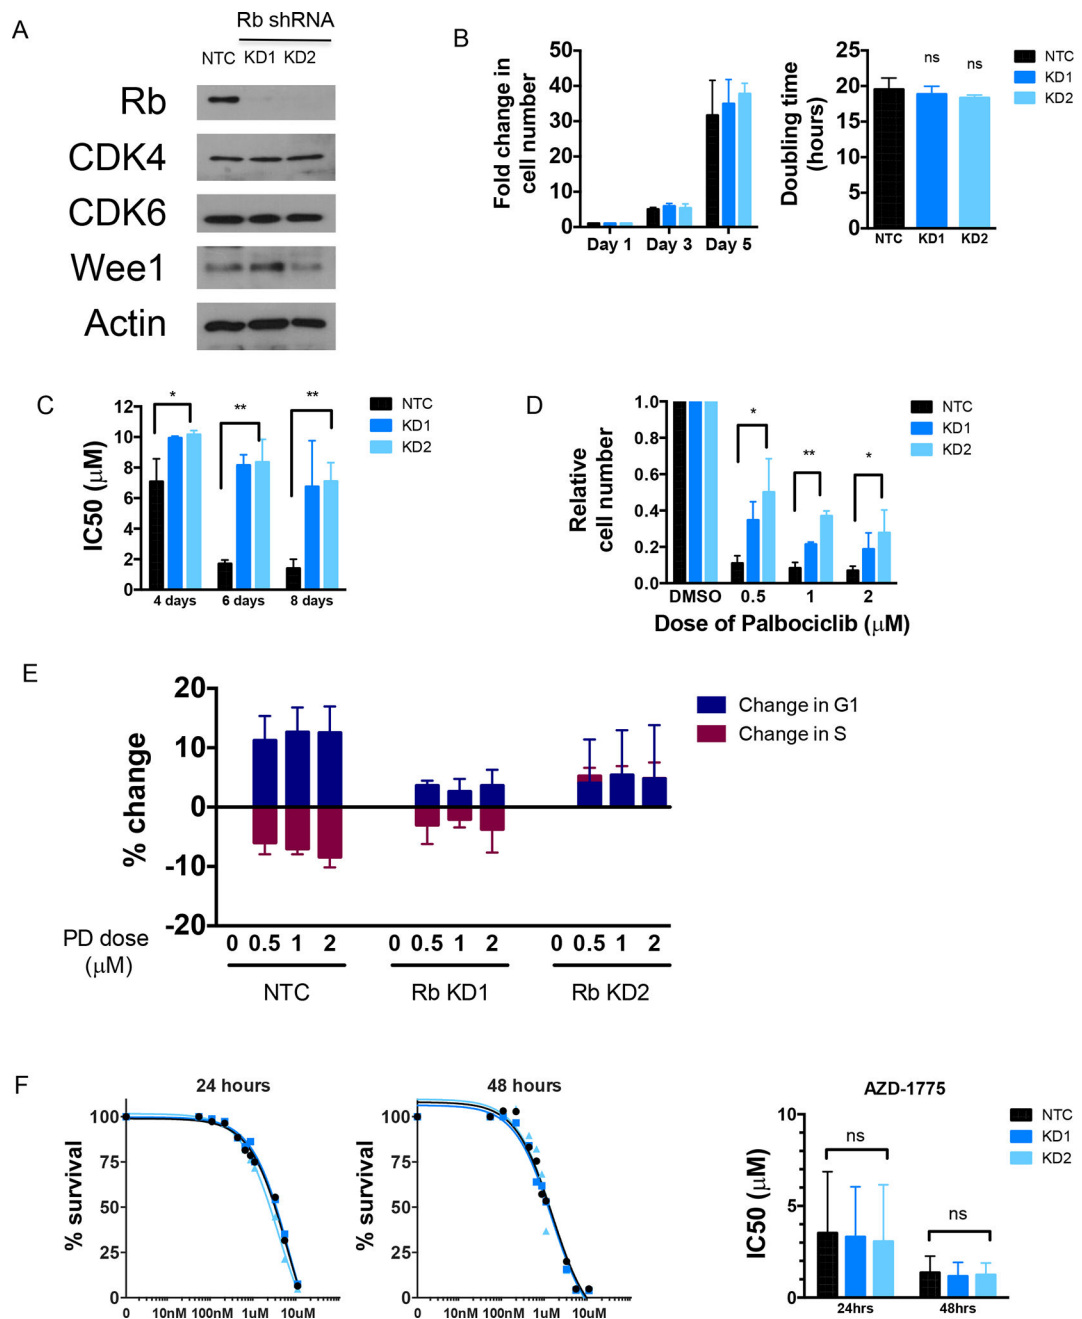 A
Rb shRNA
NTC KD1 KD2
Rb
CDK4
CDK6
Wee1
Actin
B
Fold change in
cell number
50
40
30
20
10
0
Day 1 Day 3 Day 5
Doubling time
(hours)
25
20
15
10
5
0
ns ns
NTC KD1 KD2
NTC
KD1
KD2
C
IC50 (μM)
12
10
8
6
4
2
0
* ** **
4 days 6 days 8 days
NTC
KD1
KD2
D
Relative
cell number
1.0
0.8
0.6
0.4
0.2
0.0
* ** *
DMSO 0.5 1 2
Dose of Palbociclib (μM)
NTC
KD1
KD2
E
% change
20
10
0
-10
-20
Change in G1
Change in S
PD dose
(μM)
0 0.5 1 2 0 0.5 1 2 0 0.5 1 2
NTC Rb KD1 Rb KD2
F
24 hours
% survival
100
75
50
25
0
0 10nM 100nM 1uM 10uM
48 hours
% survival
100
75
50
25
0
0 10nM 100nM 1uM 10uM
AZD-1775
IC50 (μM)
10
5
0
ns
ns
24hrs 48hrs
NTC
KD1
KD2